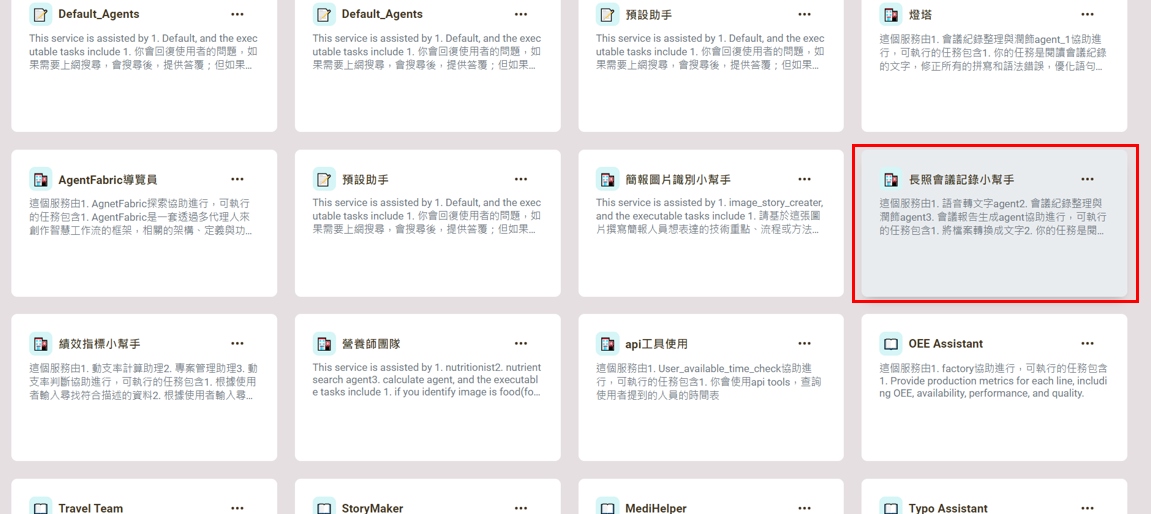 Default_Agents
This service is assisted by 1. Default, and the exec
utable tasks include 1. 你會回復使用者的問題，如
果需要上網搜尋，會搜尋後，提供答覆；但如果...
Default_Agents
This service is assisted by 1. Default, and the exec
utable tasks include 1. 你會回復使用者的問題，如
果需要上網搜尋，會搜尋後，提供答覆；但如果...
預設助手
This service is assisted by 1. Default, and the exec
utable tasks include 1. 你會回復使用者的問題，如
果需要上網搜尋，會搜尋後，提供答覆；但如果...
燈塔
這個服務由1. 會議紀錄整理與潤飾agent_1協助進
行，可執行的任務包含1. 你的任務是閱讀會議紀錄
的文字，修正所有的拼寫和語法錯誤，優化語句...
AgentFabric導覽員
這個服務由1. AgnetFabric探索協助進行，可執行
的任務包含1. AgentFabric是一套透過多代理人來
創作智慧工作流的框架，相關的架構、定義與功...
預設助手
This service is assisted by 1. Default, and the exec
utable tasks include 1. 你會回復使用者的問題，如
果需要上網搜尋，會搜尋後，提供答覆；但如果...
簡報圖片識別小幫手
This service is assisted by 1. image_story_creater,
and the executable tasks include 1. 請基於這張圖
片撰寫簡報人員想表達的技術重點、流程或方法...
長照會議記錄小幫手
這個服務由1. 語音轉文字agent2. 會議紀錄整理與
潤飾agent3. 會議報告生成agent協助進行，可執行
的任務包含1. 將檔案轉換成文字2. 你的任務是閱...
績效指標小幫手
這個服務由1. 動支率計算助理2. 專案管理助理3. 動
支率判斷協助進行，可執行的任務包含1. 根據使用
者輸入尋找符合描述的資料2. 根據使用者輸入尋...
營養師團隊
This service is assisted by 1. nutritionist2. nutrient
search agent3. calculate agent, and the executabl
e tasks include 1. if you identify image is food(fo...
api工具使用
這個服務由1. User_available_time_check協助進
行，可執行的任務包含1. 你會使用api tools，查詢
使用者提到的人員的時間表
OEE Assistant
這個服務由1. factory協助進行，可執行的任務包含
1. Provide production metrics for each line, includi
ng OEE, availability, performance, and quality.
Travel Team
StoryMaker
MediHelper
Typo Assistant